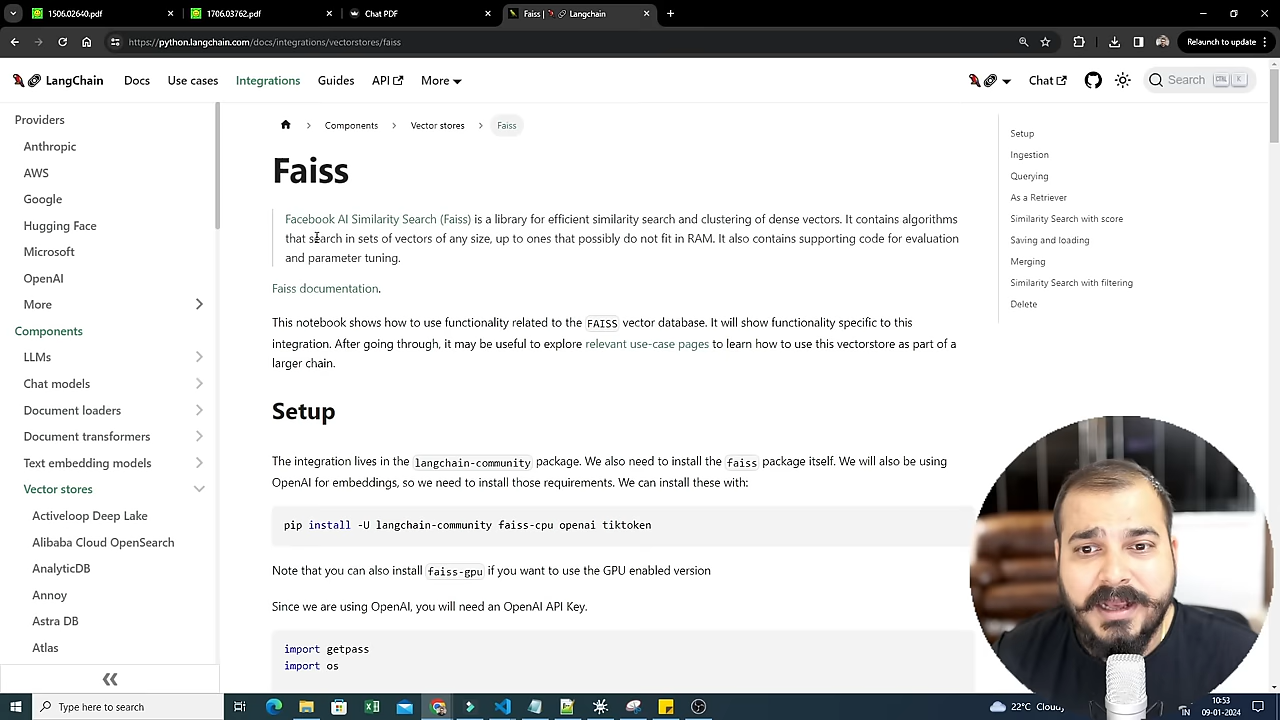 1506.02640.pdf
1706.03762.pdf
Chat PDF
Faiss | Langchain
https://python.langchain.com/docs/integrations/vectorstores/faiss
Relaunch to update
LangChain Docs Use cases Integrations Guides API More Chat Search CTRL K
Providers
Anthropic
AWS
Google
Hugging Face
Microsoft
OpenAI
More
Components
LLMs
Chat models
Document loaders
Document transformers
Text embedding models
Vector stores
Activeloop Deep Lake
Alibaba Cloud OpenSearch
AnalyticDB
Annoy
Astra DB
Atlas
Components Vector stores Faiss
Faiss
Facebook AI Similarity Search (Faiss) is a library for efficient similarity search and clustering of dense vectors. It contains algorithms
that search in sets of vectors of any size, up to ones that possibly do not fit in RAM. It also contains supporting code for evaluation
and parameter tuning.
Faiss documentation.
This notebook shows how to use functionality related to the FAISS vector database. It will show functionality specific to this
integration. After going through, it may be useful to explore relevant use-case pages to learn how to use this vectorstore as part of a
larger chain.
Setup
The integration lives in the langchain-community package. We also need to install the faiss package itself. We will also be using
OpenAI for embeddings, so we need to install those requirements. We can install these with:
pip install -U langchain-community faiss-cpu openai tiktoken
Note that you can also install faiss-gpu if you want to use the GPU enabled version
Since we are using OpenAI, you will need an OpenAI API Key.
import getpass
import os
Setup
Ingestion
Querying
As a Retriever
Similarity Search with score
Saving and loading
Merging
Similarity Search with filtering
Delete
Type here to search
22°C Cloudy
IN
10:53
09-01-2024